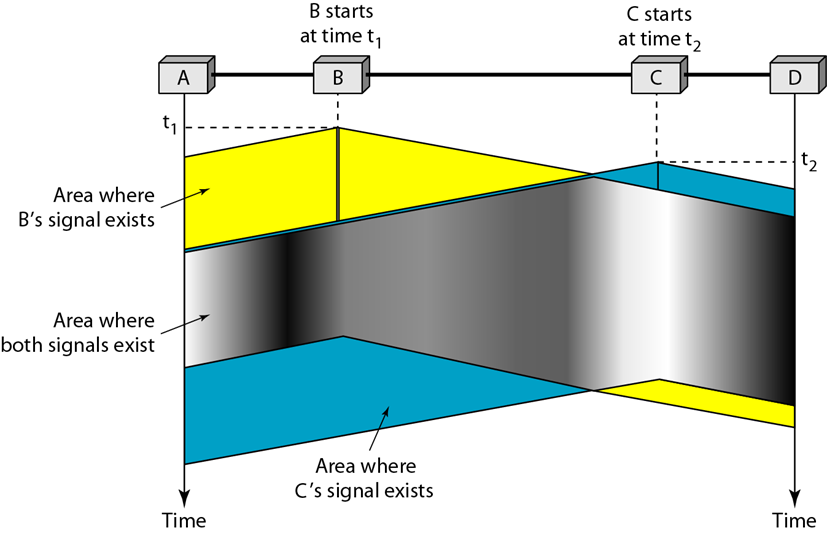 B starts
at time t₁
C starts
at time t₂
A
B
C
D
t₁
t₂
Area where
B's signal exists
Area where
both signals exist
Area where
C's signal exists
Time
Time